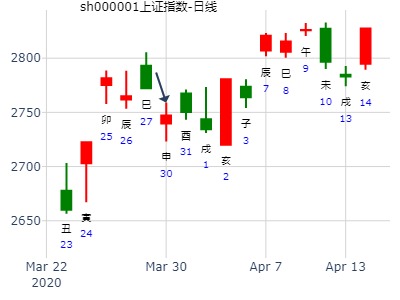 sh000001上证指数-日线
2800
2750
2700
2650
丑
23
寅
24
卯
25
辰
26
巳
27
申
30
酉
31
戌
1
亥
2
子
3
辰
7
巳
8
午
9
未
10
戌
13
亥
14
Mar 22
2020
Mar 30
Apr 7
Apr 13